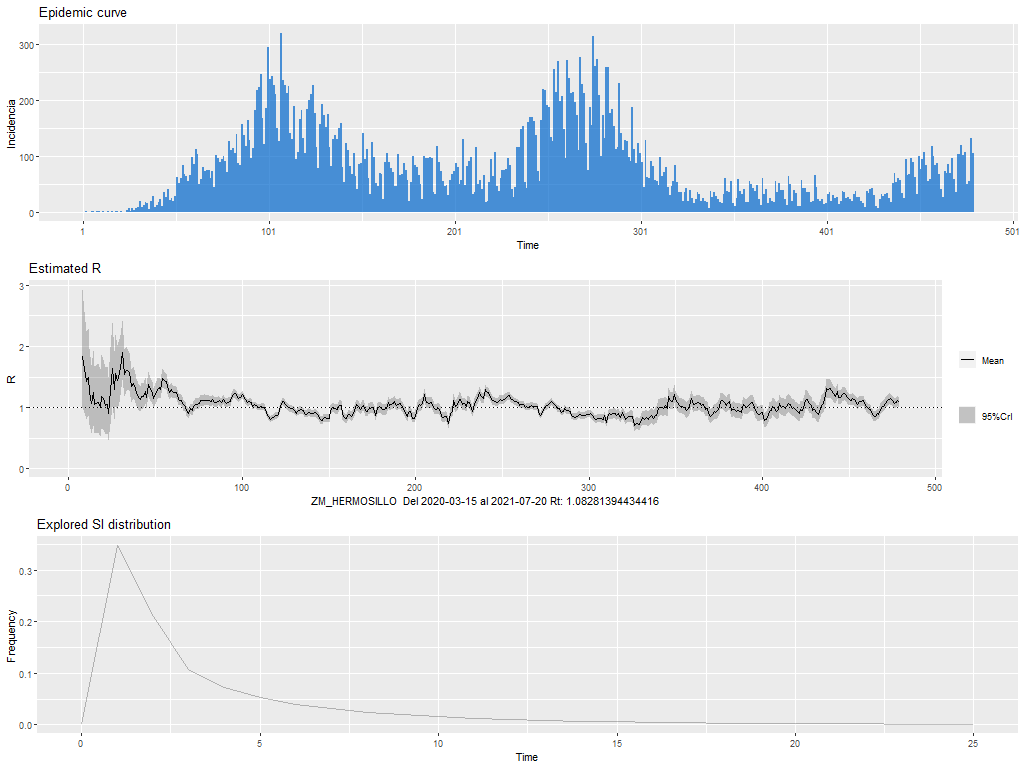 Epidemic curve
Incidencia
300
200
100
0
1
101
201
301
401
501
Time
Estimated R
R
3
2
1
0
0
100
200
300
400
500
Mean
95%CrI
ZM_HERMOSILLO Del 2020-03-15 al 2021-07-20 Rt: 1.08281394434416
Explored SI distribution
Frequency
0.3
0.2
0.1
0.0
0
5
10
15
20
25
Time